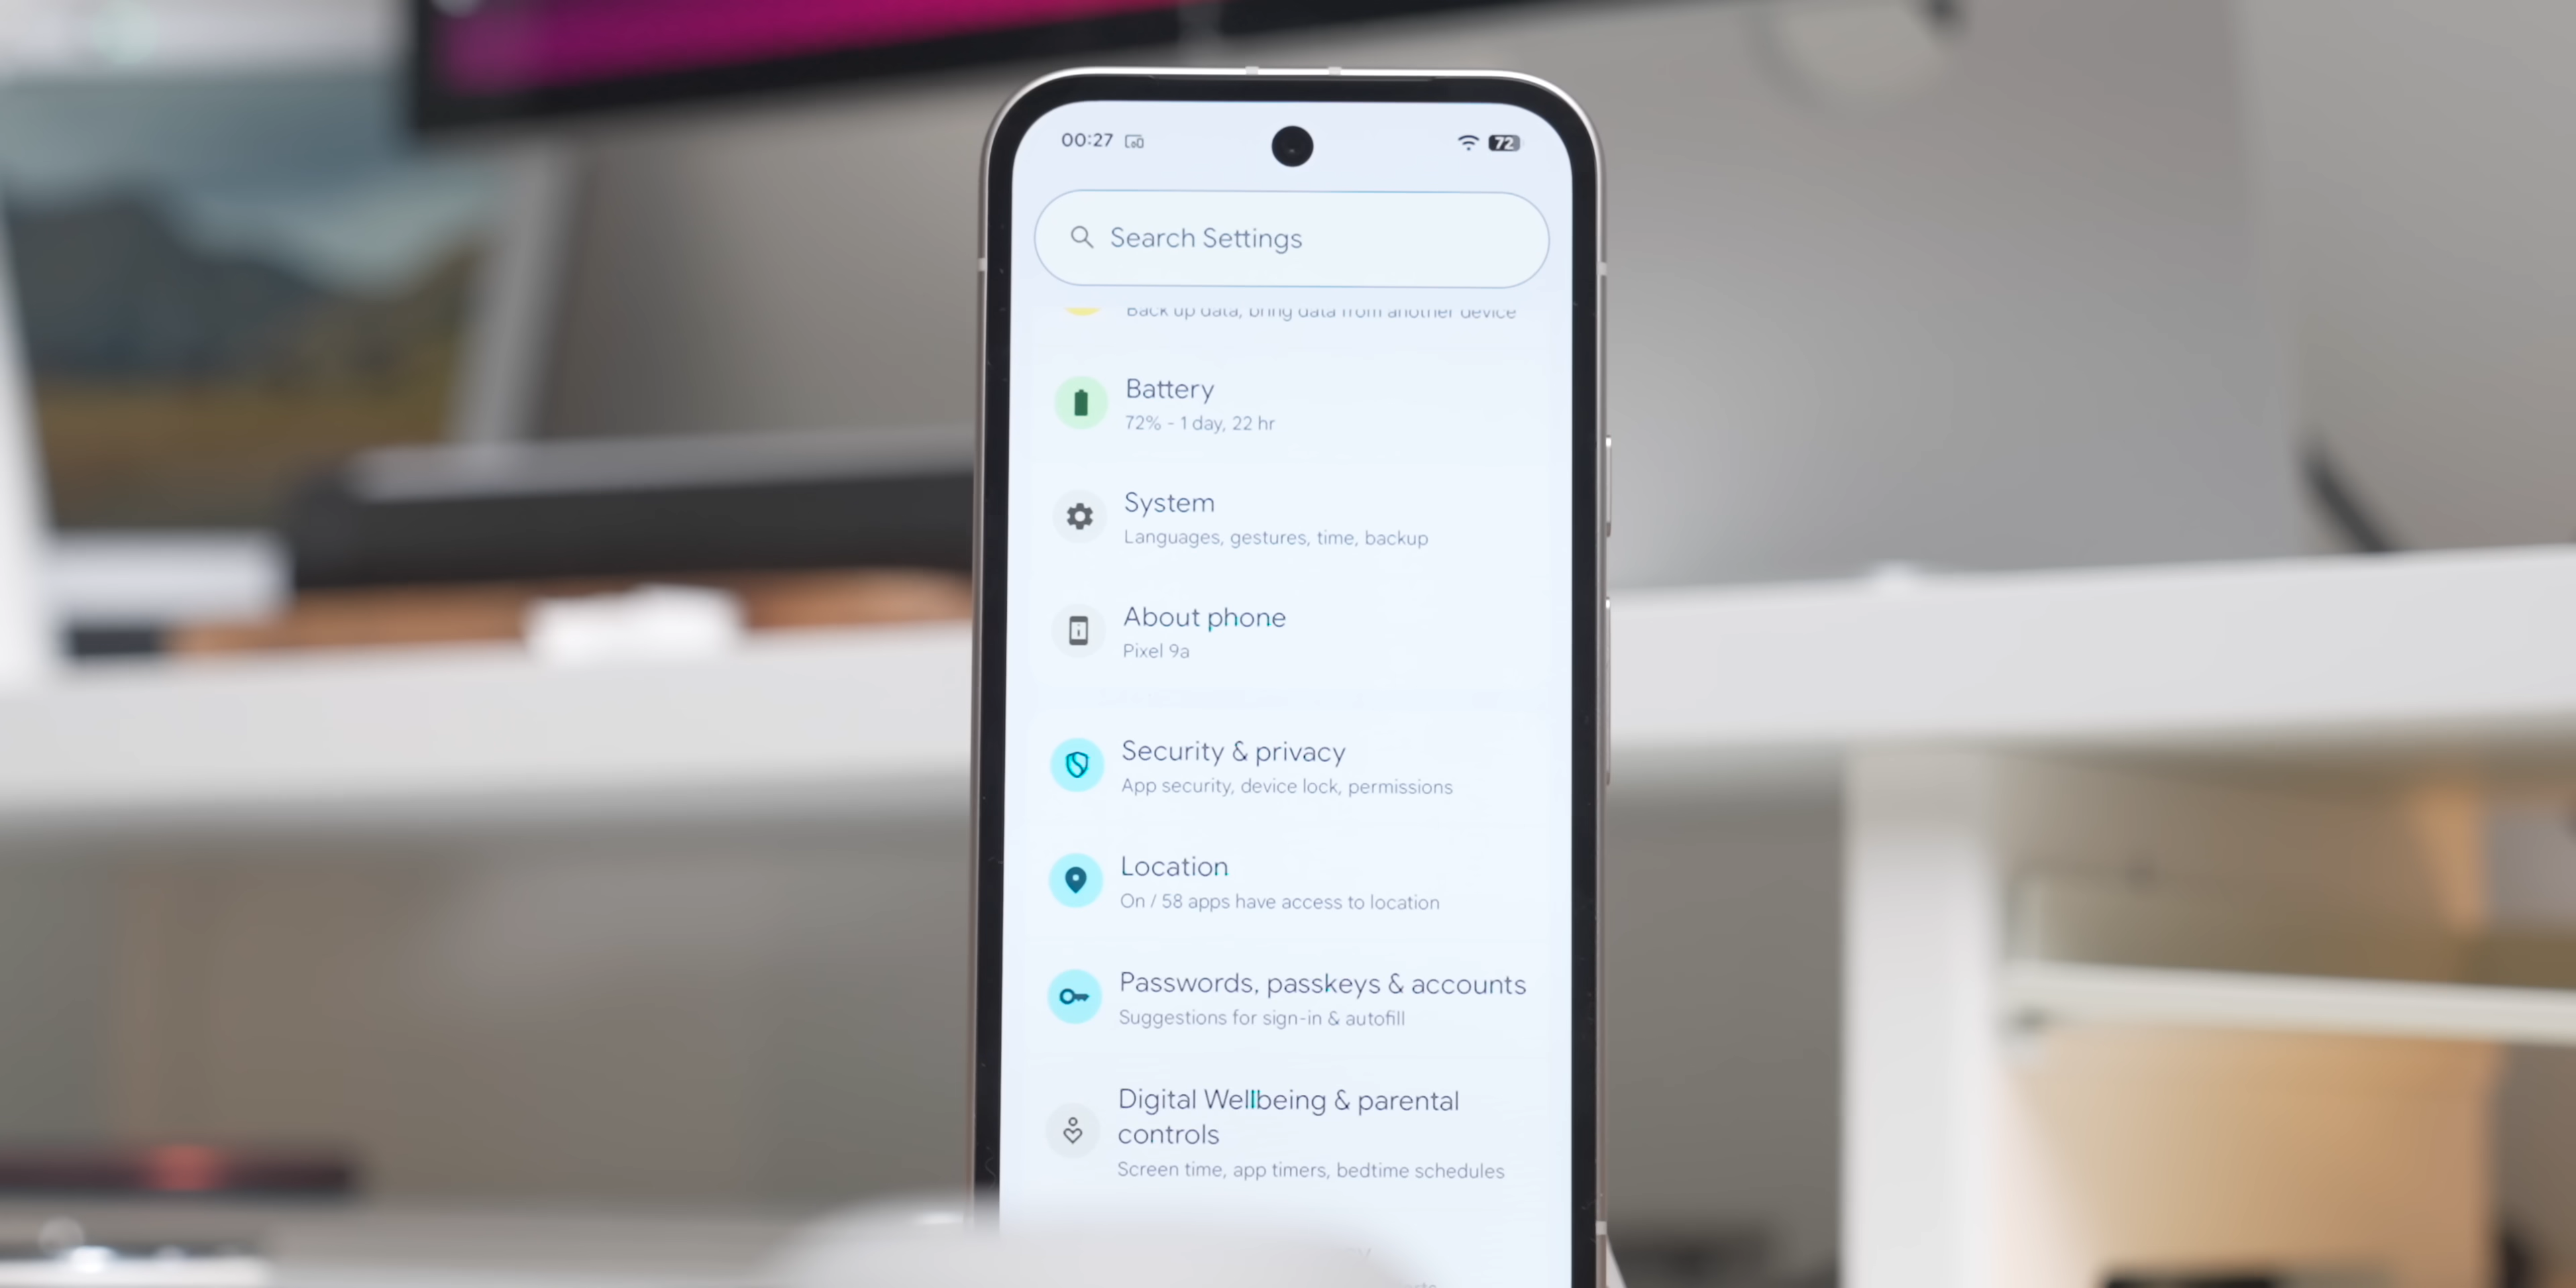 00:27
72
Search Settings
Back up data, bring data from another device
Battery
72% - 1 day, 22 hr
System
Languages, gestures, time, backup
About phone
Pixel 9a
Security & privacy
App security, device lock, permissions
Location
On / 58 apps have access to location
Passwords, passkeys & accounts
Suggestions for sign-in & autofill
Digital Wellbeing & parental
controls
Screen time, app timers, bedtime schedules